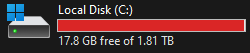 Local Disk (C:)
17.8 GB free of 1.81 TB